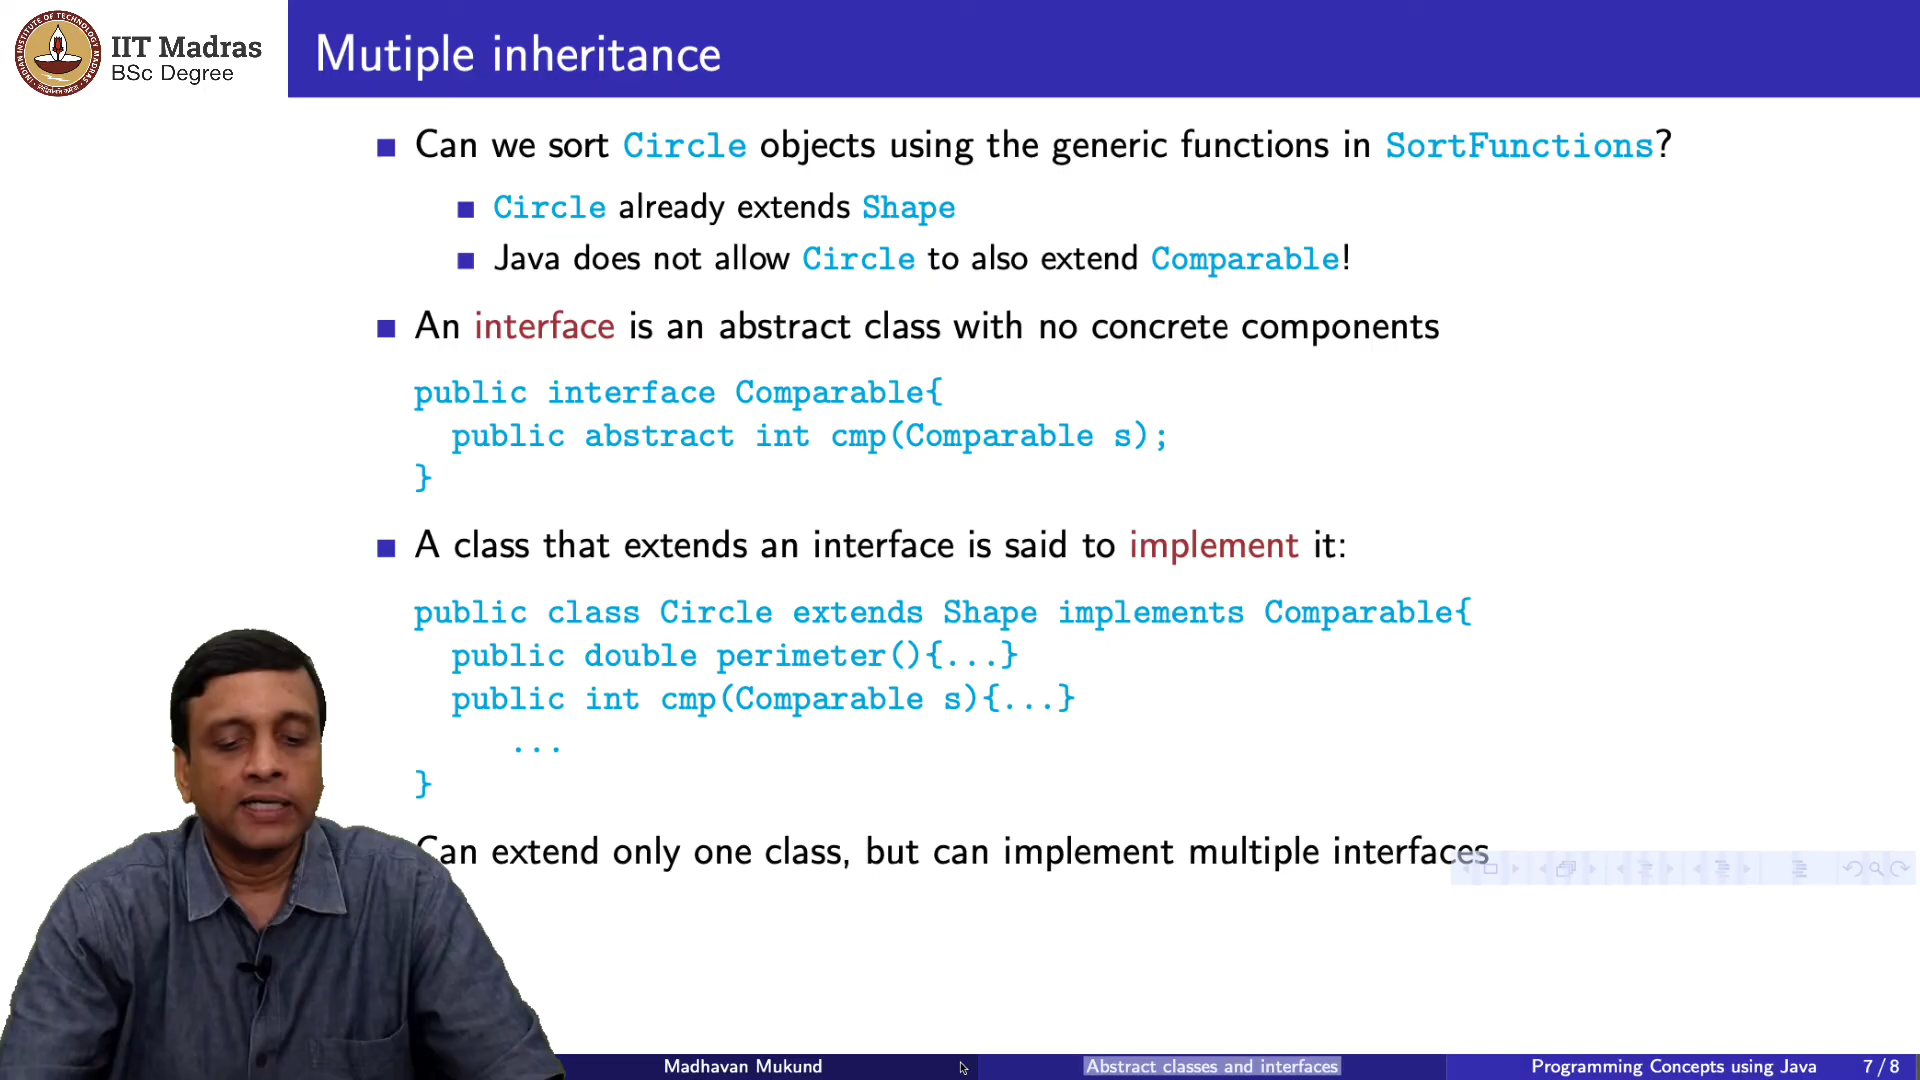 IIT Madras
BSc Degree
Mutiple inheritance
Can we sort Circle objects using the generic functions in SortFunctions?
Circle already extends Shape
Java does not allow Circle to also extend Comparable!
An interface is an abstract class with no concrete components
public interface Comparable{
public abstract int cmp(Comparable s);
}
A class that extends an interface is said to implement it:
public class Circle extends Shape implements Comparable{
public double perimeter(){...}
public int cmp(Comparable s){...}
...
}
Can extend only one class, but can implement multiple interfaces
Madhavan Mukund
Abstract classes and interfaces
Programming Concepts using Java
7 / 8